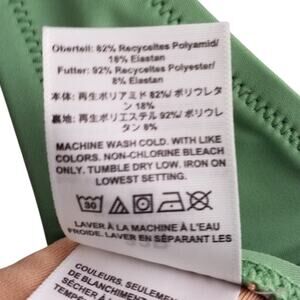 Oberteil: 82% Recyceltes Polyamid/
18% Elastan
Futter: 92% Recyceltes Polyester/
8% Elastan
本体: 再生ポリアミド 82%/ ポリウレタ
ン 18%
裏地: 再生ポリエステル 92%/ ポリウレタ
ン 8%
MACHINE WASH COLD. WITH LIKE
COLORS. NON-CHLORINE BLEACH
ONLY. TUMBLE DRY LOW. IRON ON
LOWEST SETTING.
30
LAVER À LA MACHINE À L'EAU
FROIDE. LAVER EN SÉPARANT LES
COULEURS. SEULEMENT
DE BLANCHIMENT